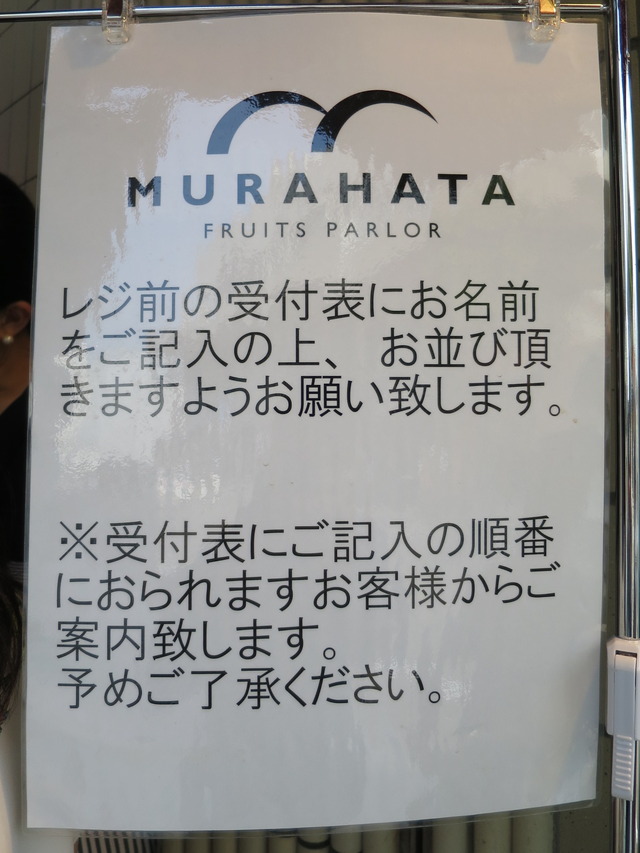 MURAHATA
FRUITS PARLOR
レジ前の受付表にお名前
をご記入の上、お並び頂
きますようお願い致します。
※受付表にご記入の順番
におられますお客様からご
案内致します。
予めご了承ください。